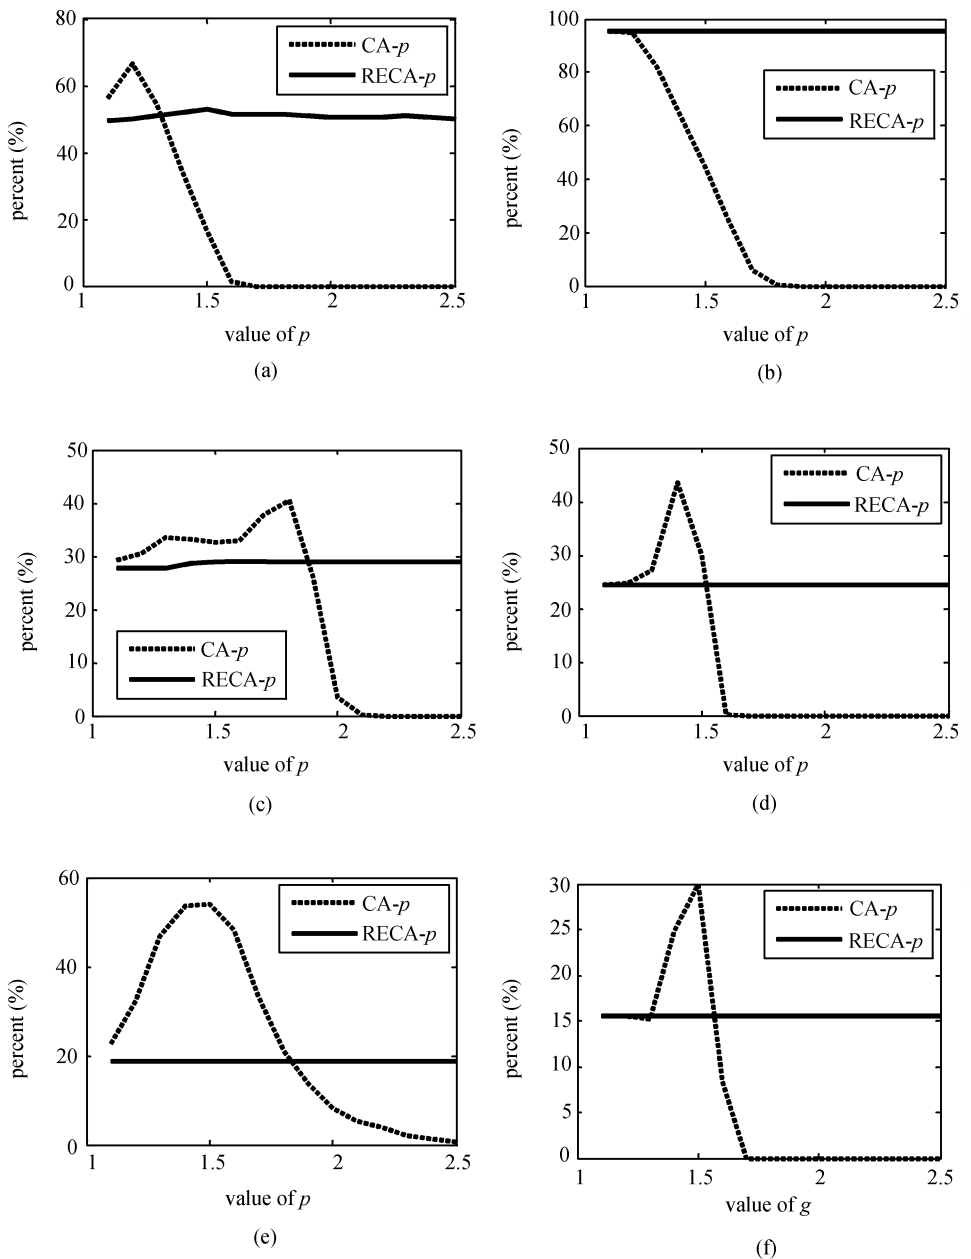 80
60
40
20
0
1
1.5
2
2.5
percent (%)
CA-p
RECA-p
value of p
(a)
100
80
60
40
20
0
1
1.5
2
2.5
percent (%)
CA-p
RECA-p
value of p
(b)
50
40
30
20
10
0
1
1.5
2
2.5
percent (%)
CA-p
RECA-p
value of p
(c)
50
40
30
20
10
0
1
1.5
2
2.5
percent (%)
CA-p
RECA-p
value of p
(d)
60
40
20
0
1
1.5
2
2.5
percent (%)
CA-p
RECA-p
value of p
(e)
30
25
20
15
10
5
0
1
1.5
2
2.5
percent (%)
CA-p
RECA-p
value of g
(f)